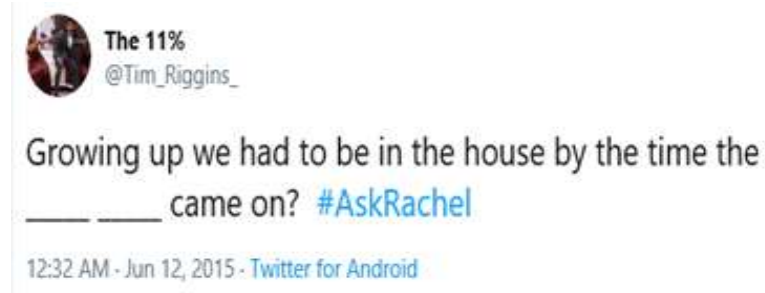 The 11%
@Tim_Riggins_
Growing up we had to be in the house by the time the
____ ____ came on? #AskRachel
12:32 AM - Jun 12, 2015 - Twitter for Android